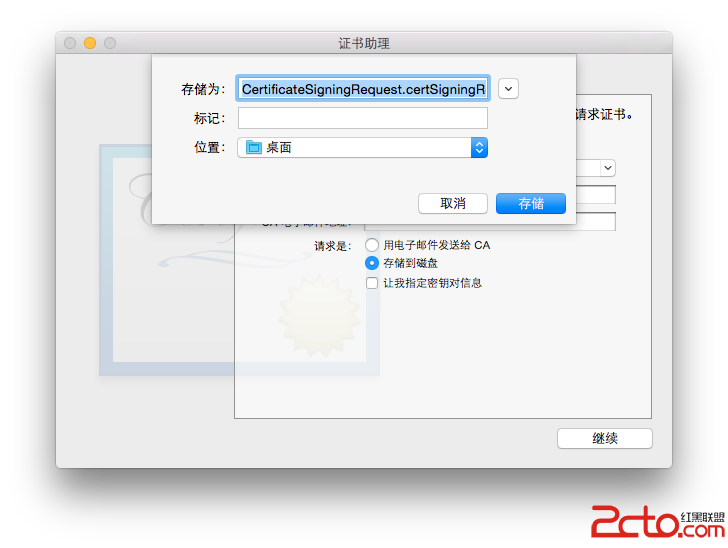 证书助理
存储为：
CertificateSigningRequest.certSigningR
标记：
位置：
桌面
请求证书。
取消
存储
CA 电子邮件地址：
请求是：
用电子邮件发送给 CA
存储到磁盘
让我指定密钥对信息
继续
2cto
红黑联盟
.com